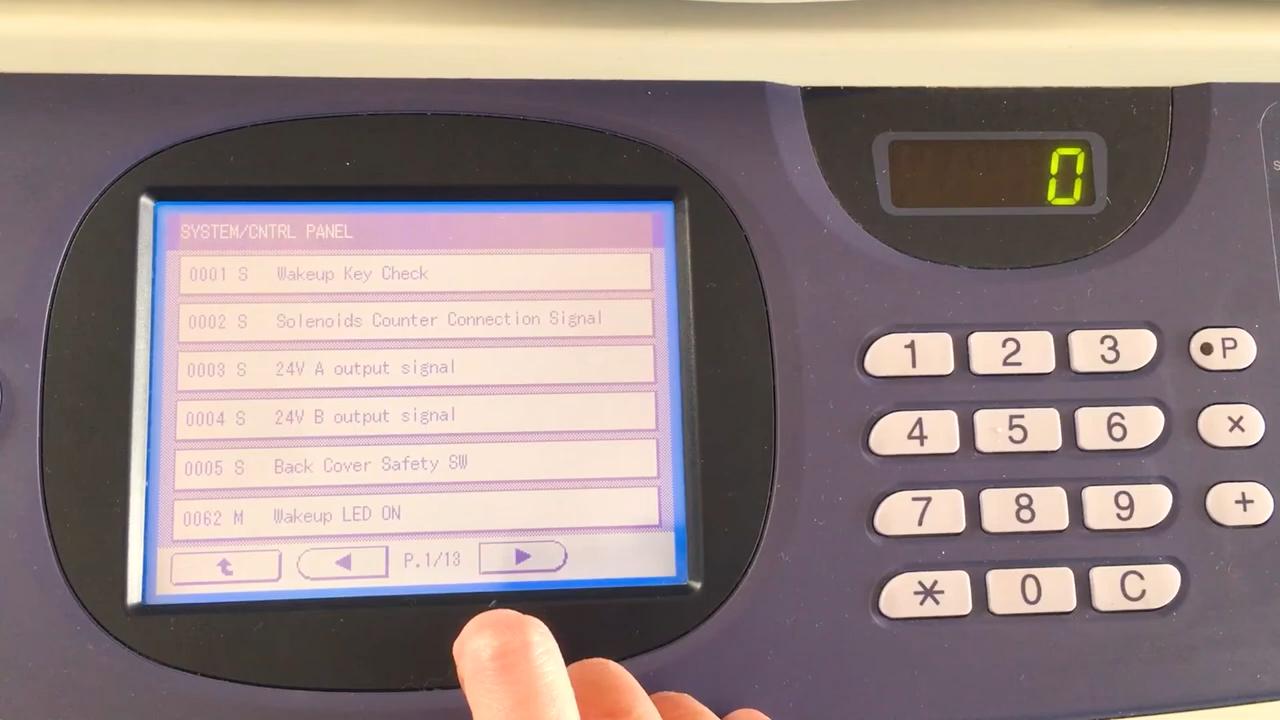 SYSTEM/CNTRL PANEL
0001 S Wakeup Key Check
0002 S Solenoids Counter Connection Signal
0003 S 24V A output signal
0004 S 24V B output signal
0005 S Back Cover Safety SW
0062 M Wakeup LED ON
P.1/13
0
1 2 3 P
4 5 6 ×
7 8 9 +
* 0 C